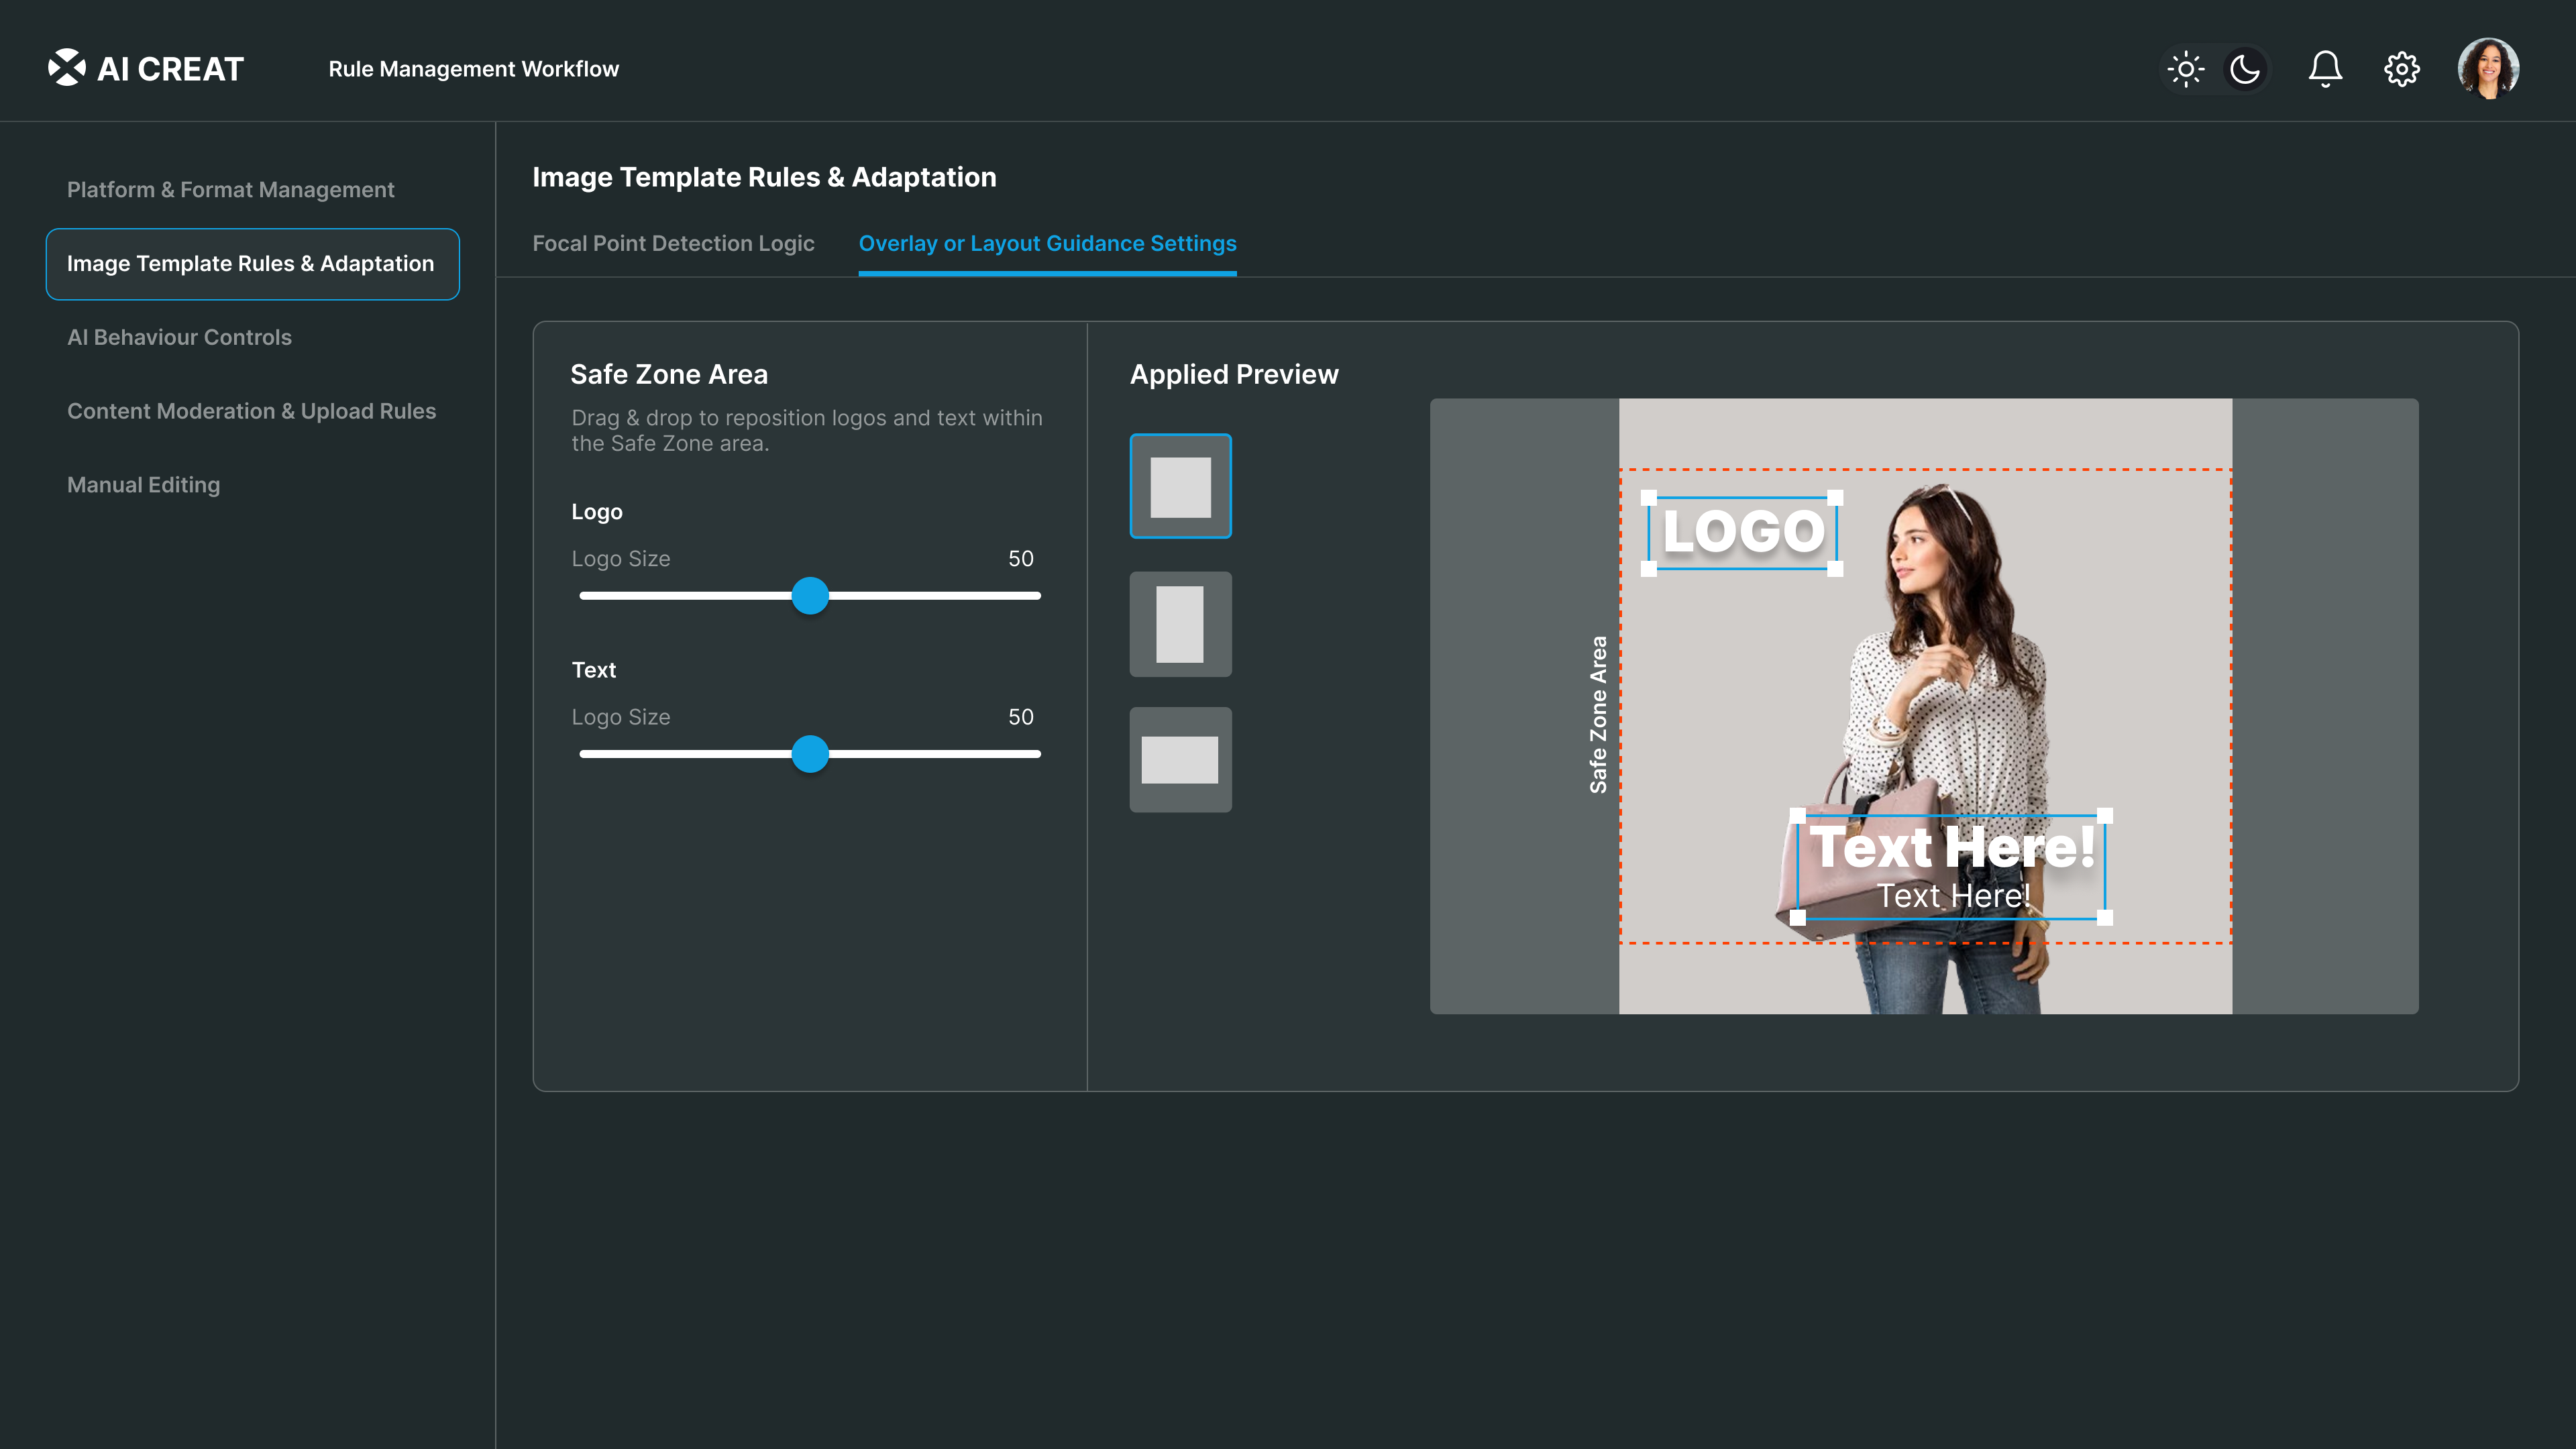 AI CREAT
Rule Management Workflow
Platform & Format Management
Image Template Rules & Adaptation
AI Behaviour Controls
Content Moderation & Upload Rules
Manual Editing
Image Template Rules & Adaptation
Focal Point Detection Logic
Overlay or Layout Guidance Settings
Safe Zone Area
Drag & drop to reposition logos and text within
the Safe Zone area.
Logo
Logo Size
50
Text
Logo Size
50
Applied Preview
Safe Zone Area
LOGO
Text Here!
Text Here!